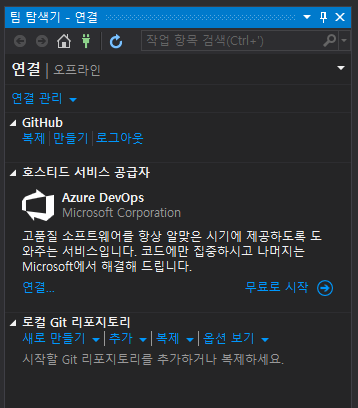 팀 탐색기 - 연결
작업 항목 검색(Ctrl+')
연결 | 오프라인
연결 관리
GitHub
복제 | 만들기 | 로그아웃
호스티드 서비스 공급자
Azure DevOps
Microsoft Corporation
고품질 소프트웨어를 항상 알맞은 시기에 제공하도록 도
와주는 서비스입니다. 코드에만 집중하시고 나머지는
Microsoft에서 해결해 드립니다.
연결... 무료로 시작
로컬 Git 리포지토리
새로 만들기 | 추가 | 복제 | 옵션 보기
시작할 Git 리포지토리를 추가하거나 복제하세요.